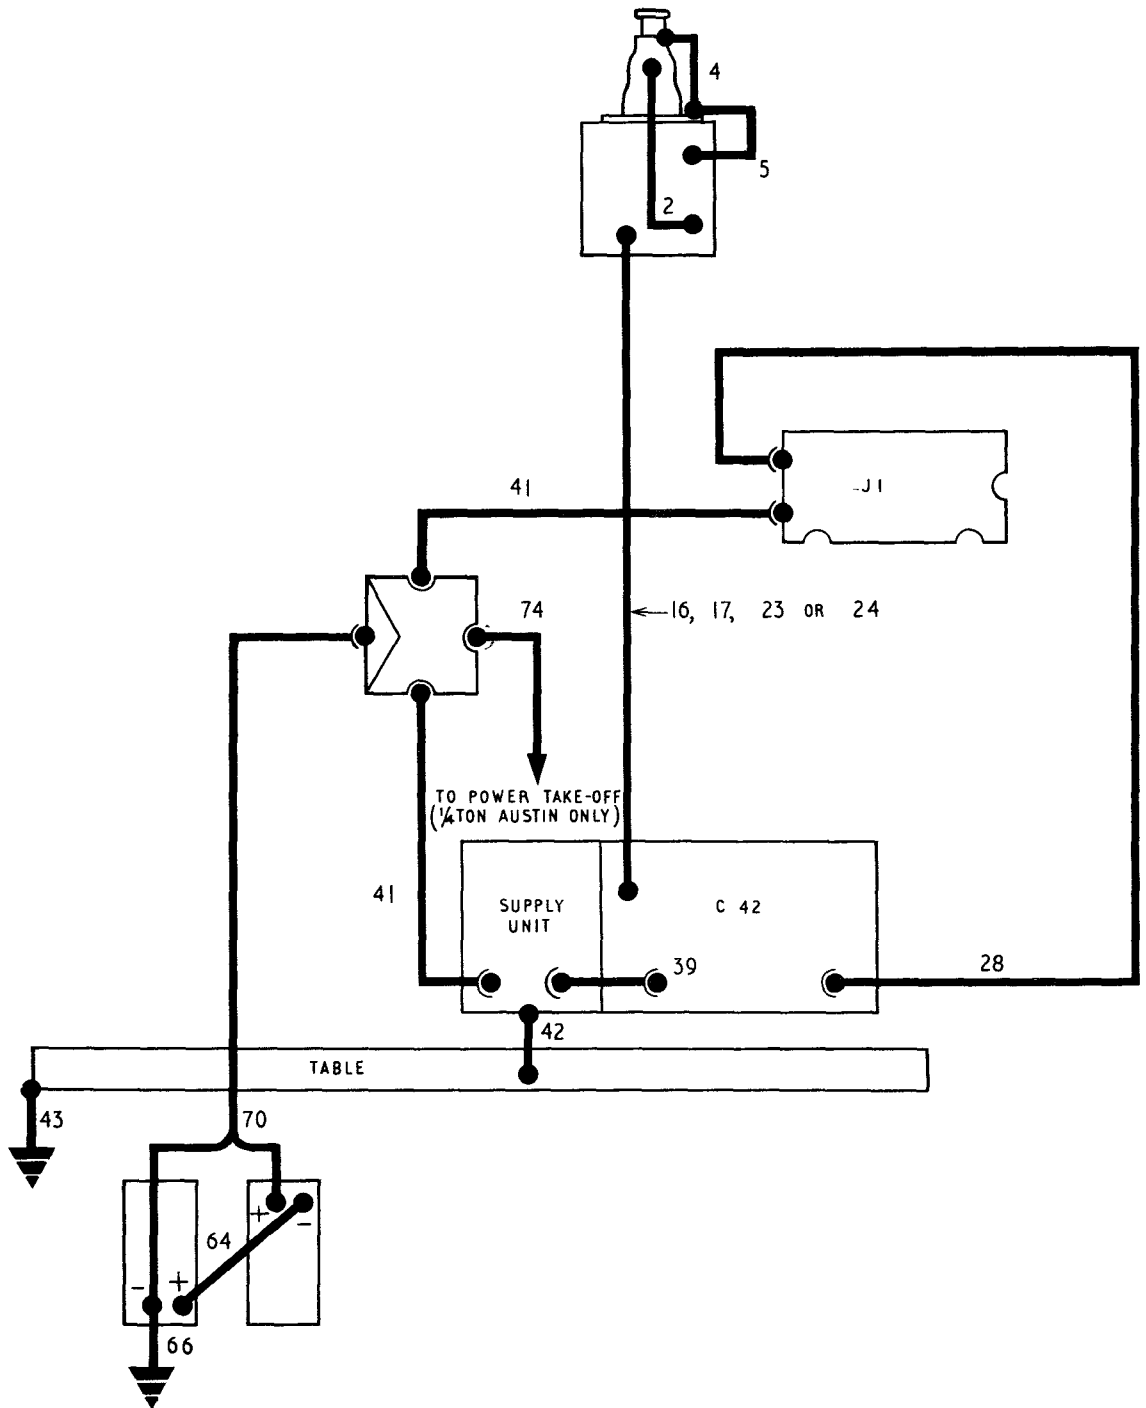 4
5
2
J1
41
16, 17, 23 OR 24
74
TO POWER TAKE-OFF
(¼TON AUSTIN ONLY)
41
SUPPLY
UNIT
C 42
39
28
42
TABLE
43
70
+
-
64
-
+
66